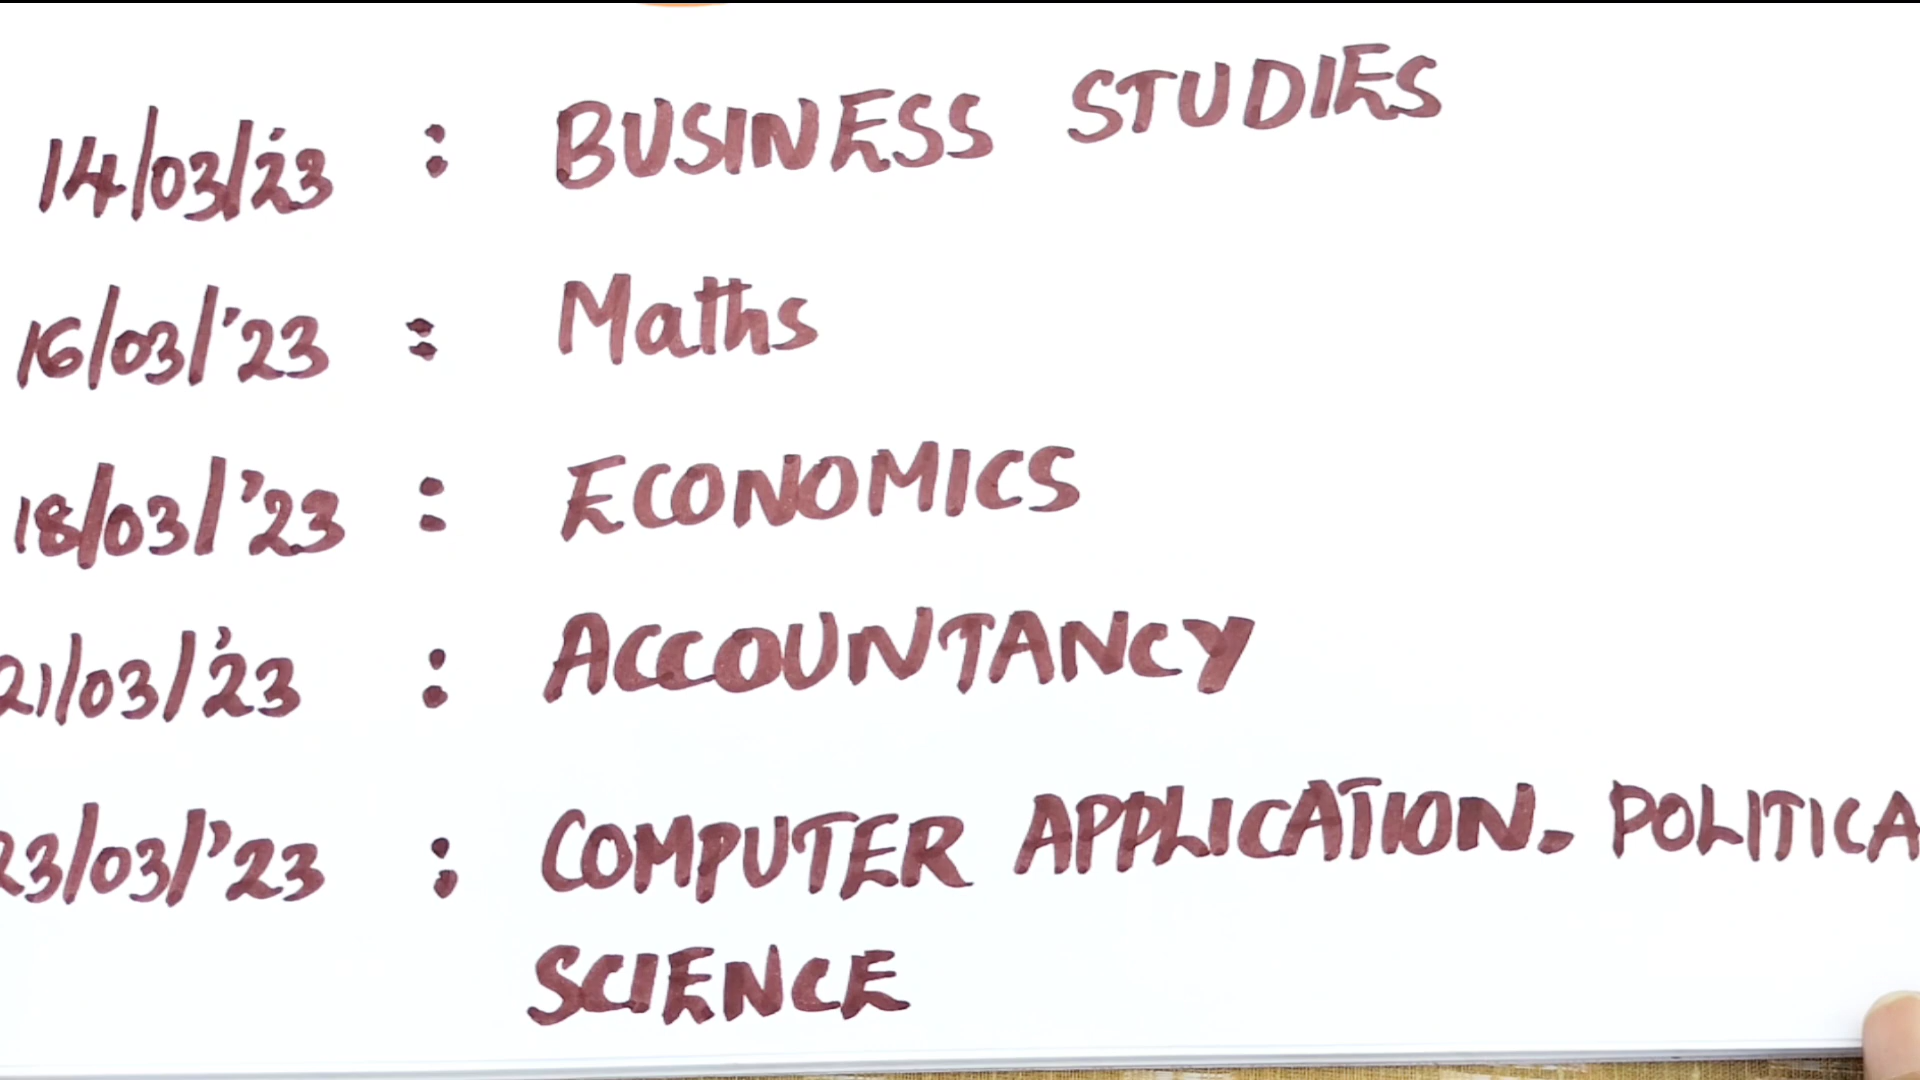 14/03/'23 : BUSINESS STUDIES
16/03/'23 : Maths
18/03/'23 : ECONOMICS
21/03/'23 : ACCOUNTANCY
23/03/'23 : COMPUTER APPLICATION. POLITICA
SCIENCE